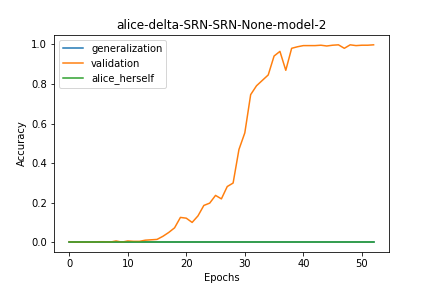 alice-delta-SRN-SRN-None-model-2
generalization
validation
alice_herself
Accuracy
1.0
0.8
0.6
0.4
0.2
0.0
0 10 20 30 40 50
Epochs